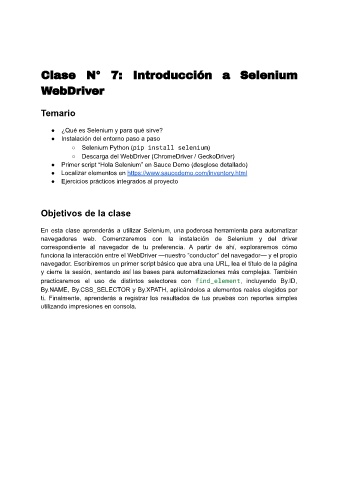 Clase N° 7: Introducción a Selenium
WebDriver
Temario
● ¿Qué es Selenium y para qué sirve?
● Instalación del entorno paso a paso
○ Selenium Python (pip install selenium)
○ Descarga del WebDriver (ChromeDriver / GeckoDriver)
● Primer script “Hola Selenium” en Sauce Demo (desglose detallado)
● Localizar elementos en https://www.saucedemo.com/inventory.html
● Ejercicios prácticos integrados al proyecto
Objetivos de la clase
En esta clase aprenderás a utilizar Selenium, una poderosa herramienta para automatizar
navegadores web. Comenzaremos con la instalación de Selenium y del driver
correspondiente al navegador de tu preferencia. A partir de ahí, exploraremos cómo
funciona la interacción entre el WebDriver —nuestro “conductor” del navegador— y el propio
navegador. Escribiremos un primer script básico que abra una URL, lea el título de la página
y cierre la sesión, sentando así las bases para automatizaciones más complejas. También
practicaremos el uso de distintos selectores con find_element, incluyendo By.ID,
By.NAME, By.CSS_SELECTOR y By.XPATH, aplicándolos a elementos reales elegidos por
ti. Finalmente, aprenderás a registrar los resultados de tus pruebas con reportes simples
utilizando impresiones en consola.